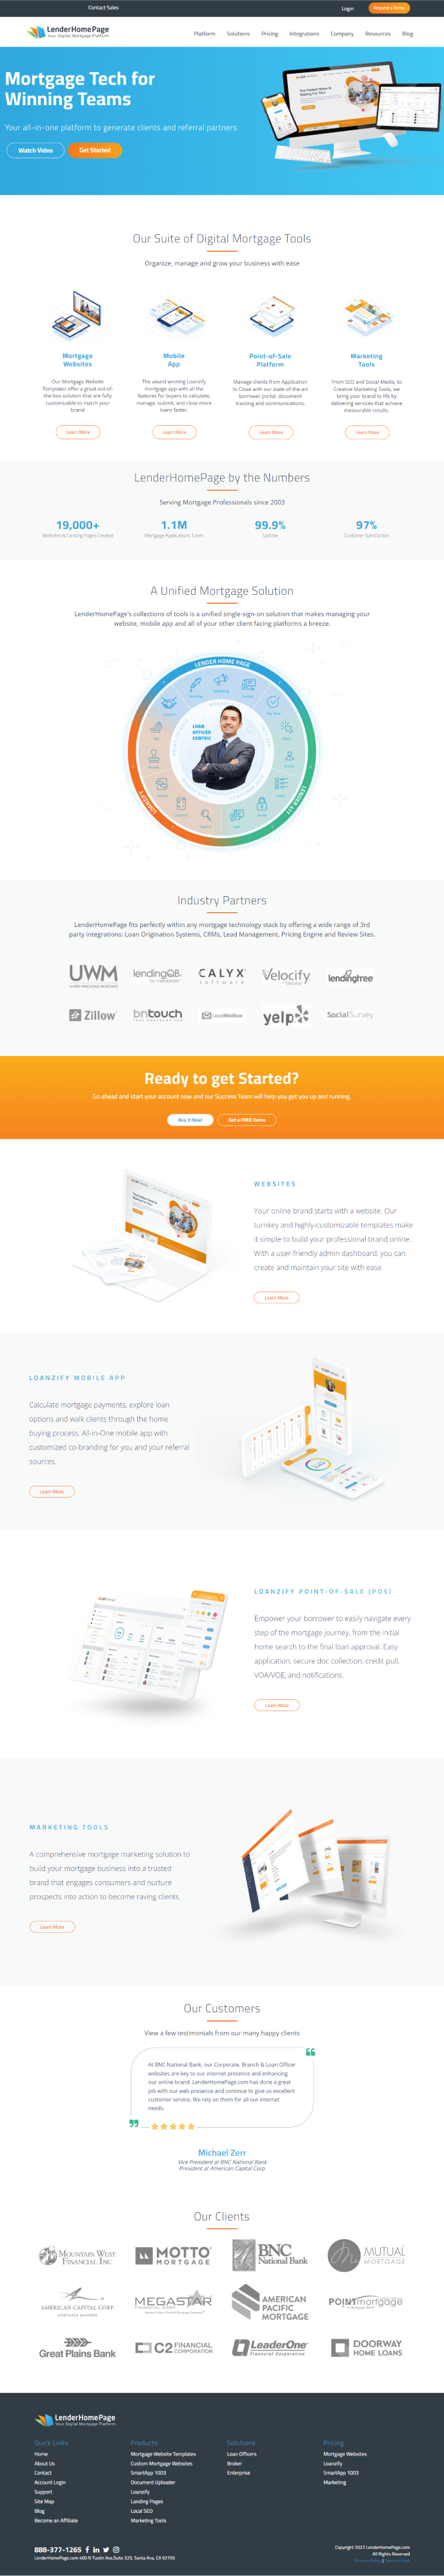 Contact Sales
Login
Request a Demo
LenderHomePage
Your Digital Mortgage Platform
Platform Solutions Pricing Integrations Company Resources Blog
Mortgage Tech for
Winning Teams
Your all-in-one platform to generate clients and referral partners
Watch Video
Get Started
Our Suite of Digital Mortgage Tools
Organize, manage and grow your business with ease
Mortgage
Websites
Our Mortgage Website
Templates offer a great out-of-
the-box solution that are fully
customizable to match your
brand
Learn More
Mobile
App
The award winning Loanzify
mortgage app with all the
features for buyers to calculate,
manage, submit, and close more
loans faster.
Learn More
Point-of-Sale
Platform
Manage clients from Application
to Close with our state-of-the-art
borrower portal, document
tracking and communications.
Learn More
Marketing
Tools
From SEO and Social Media, to
Creative Marketing Tools, we
bring your brand to life by
delivering services that achieve
measurable results.
Learn More
LenderHomePage by the Numbers
Serving Mortgage Professionals since 2003
19,000+
Websites & Landing Pages Created
1.1M
Mortgage Applications Taken
99.9%
Uptime
97%
Customer Satisfaction
A Unified Mortgage Solution
LenderHomePage's collections of tools is a unified single-sign-on solution that makes managing your
website, mobile app and all of your other client facing platforms a breeze.
LENDER HOME PAGE
LOAN
OFFICER
CENTRIC
LOANZIFY
Industry Partners
LenderHomePage fits perfectly within any mortgage technology stack by offering a wide range of 3rd
party integrations: Loan Origination Systems, CRMs, Lead Management, Pricing Engine and Review Sites.
UWM
UNITED WHOLESALE MORTGAGE
lendingQB
by meridianlink
CALYX
SOFTWARE
Velocify
lendingtree
Zillow
bntouch
LeadMailbox
yelp
SocialSurvey
Ready to get Started?
Go ahead and start your account now and our Success Team will help you get you up and running.
Buy it Now!
Get a FREE Demo
WEBSITES
Your online brand starts with a website. Our
turnkey and highly-customizable templates make
it simple to build your professional brand online.
With a user-friendly admin dashboard, you can
create and maintain your site with ease.
Learn More
LOANZIFY MOBILE APP
Calculate mortgage payments, explore loan
options and walk clients through the home
buying process. All-in-One mobile app with
customized co-branding for you and your referral
sources.
Learn More
LOANZIFY POINT-OF-SALE (POS)
Empower your borrower to easily navigate every
step of the mortgage journey, from the initial
home search to the final loan approval. Easy
application, secure doc collection, credit pull,
VOA/VOE, and notifications.
Learn More
MARKETING TOOLS
A comprehensive mortgage marketing solution to
build your mortgage business into a trusted
brand that engages consumers and nurture
prospects into action to become raving clients.
Learn More
Our Customers
View a few testimonials from our many happy clients
At BNC National Bank, our Corporate, Branch & Loan Officer
websites are key to our internet presence and enhancing
our online brand. LenderHomePage.com has done a great
job with our web presence and continue to give us excellent
customer service. We rely on them for all our internet
needs.
Michael Zerr
Vice President at BNC National Bank
President at American Capital Corp
Our Clients
MOUNTAIN WEST
FINANCIAL INC
MOTTO
MORTGAGE
BNC
National Bank
MUTUAL
MORTGAGE
AMERICAN CAPITAL CORP.
MORTGAGE BANKERS
MEGASTAR
FINANCIAL CORP.
AMERICAN
PACIFIC
MORTGAGE
POINTmortgage
Great Plains Bank
C2 FINANCIAL
CORPORATION
LeaderOne
Financial Corporation
DOORWAY
HOME LOANS
LenderHomePage
Your Digital Mortgage Platform
Quick Links
Home
About Us
Contact
Account Login
Support
Site Map
Blog
Become an Affiliate
Products
Mortgage Website Templates
Custom Mortgage Websites
SmartApp 1003
Document Uploader
Loanzify
Landing Pages
Local SEO
Marketing Tools
Solutions
Loan Officers
Broker
Enterprise
Pricing
Mortgage Websites
Loanzify
SmartApp 1003
Marketing
888-377-1265
LenderHomePage.com 400 N Tustin Ave,Suite 325, Santa Ana, CA 92705
Copyright 2022 LenderHomePage.com
All Rights Reserved
Privacy Policy | Terms of Use